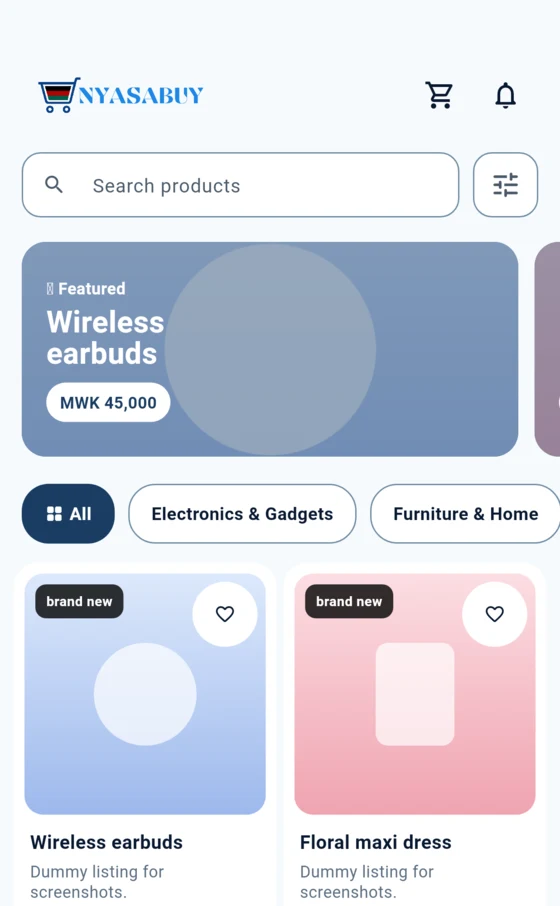 NYASABUY
Search products
Featured
Wireless
earbuds
MWK 45,000
All
Electronics & Gadgets
Furniture & Home
brand new
brand new
Wireless earbuds
Floral maxi dress
Dummy listing for
screenshots.
Dummy listing for
screenshots.